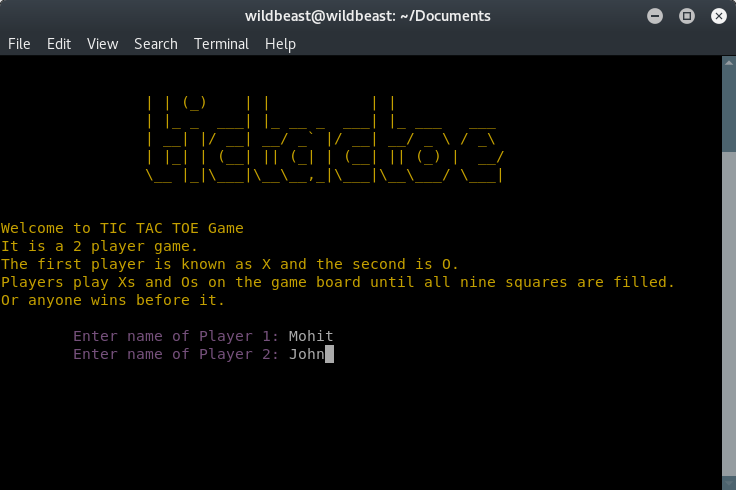 wildbeast@wildbeast: ~/Documents
File Edit View Search Terminal Help
tictactoe
Welcome to TIC TAC TOE Game
It is a 2 player game.
The first player is known as X and the second is O.
Players play Xs and Os on the game board until all nine squares are filled.
Or anyone wins before it.
Enter name of Player 1: Mohit
Enter name of Player 2: John